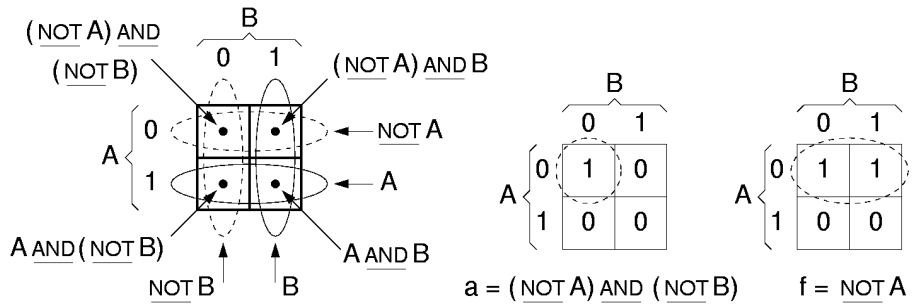 B
0 1
(NOT A) AND
(NOT B)
(NOT A) AND B
A
0
1
NOT A
A
A AND (NOT B)
A AND B
NOT B
B
B
0 1
A
0 1 0
1 0 0
a = (NOT A) AND (NOT B)
B
0 1
A
0 1 1
1 0 0
f = NOT A